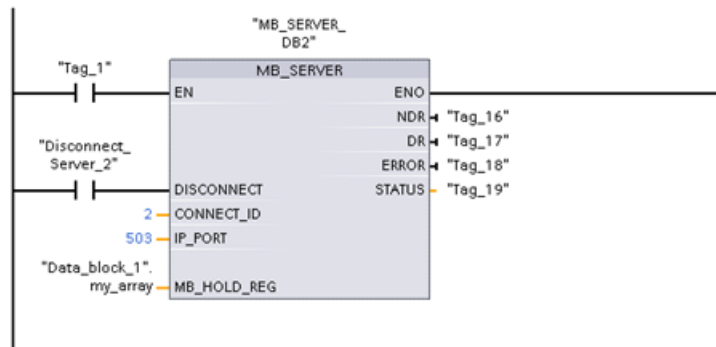 "MB_SERVER_
DB2"
"Tag_1"
MB_SERVER
EN
ENO
NDR
"Tag_16"
DR
"Tag_17"
"Disconnect_
Server_2"
ERROR
"Tag_18"
DISCONNECT
STATUS
"Tag_19"
2
CONNECT_ID
503
IP_PORT
"Data_block_1".
my_array
MB_HOLD_REG